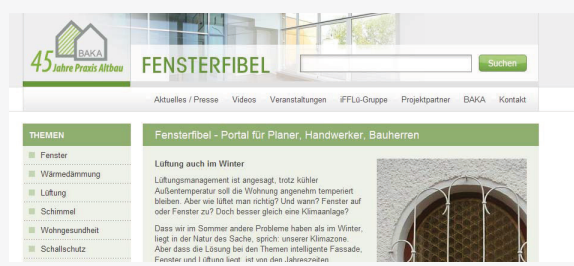 BAKA
45 Jahre Praxis Altbau
FENSTERFIBEL
Suchen
Aktuelles / Presse Videos Veranstaltungen iFFLü-Gruppe Projektpartner BAKA Kontakt
THEMEN
Fenster
Wärmedämmung
Lüftung
Schimmel
Wohngesundheit
Schallschutz
Fensterfibel - Portal für Planer, Handwerker, Bauherren
Lüftung auch im Winter
Lüftungsmanagement ist angesagt, trotz kühler
Außentemperatur soll die Wohnung angenehm temperiert
bleiben. Aber wie lüftet man richtig? Und wann? Fenster auf
oder Fenster zu? Doch besser gleich eine Klimaanlage?
Dass wir im Sommer andere Probleme haben als im Winter,
liegt in der Natur des Sache, sprich: unserer Klimazone.
Aber dass die Lösung bei den Themen intelligente Fassade,
Fenster und Lüftung liegt, ist von den Jahreszeiten